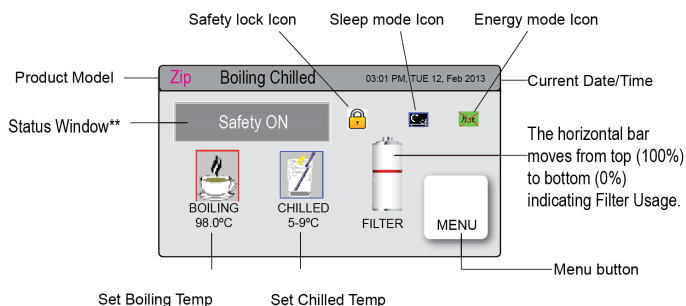 Safety lock Icon
Sleep mode Icon
Energy mode Icon
Product Model
Zip Boiling Chilled
03:01 PM, TUE 12, Feb 2013
Current Date/Time
Status Window**
Safety ON
The horizontal bar
moves from top (100%)
to bottom (0%)
indicating Filter Usage.
BOILING
98.0ºC
CHILLED
5-9ºC
FILTER
MENU
Menu button
Set Boiling Temp
Set Chilled Temp